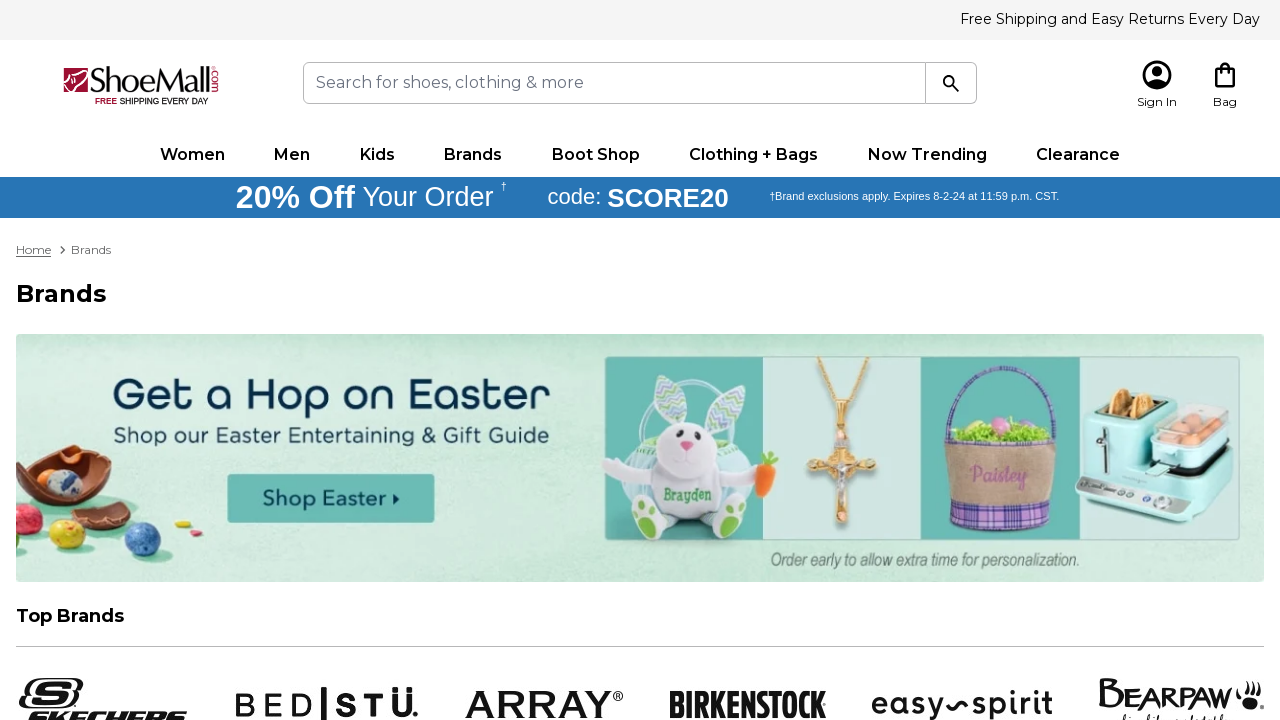 Free Shipping and Easy Returns Every Day
ShoeMall.com
FREE SHIPPING EVERY DAY
Search for shoes, clothing & more
Sign In
Bag
Women Men Kids Brands Boot Shop Clothing + Bags Now Trending Clearance
20% Off Your Order † code: SCORE20 †Brand exclusions apply. Expires 8-2-24 at 11:59 p.m. CST.
Home > Brands
Brands
Get a Hop on Easter
Shop our Easter Entertaining & Gift Guide
Shop Easter
Brayden
Paisley
Order early to allow extra time for personalization.
Top Brands
SKECHERS BED|STÜ. ARRAY® BIRKENSTOCK easy spirit BEARPAW